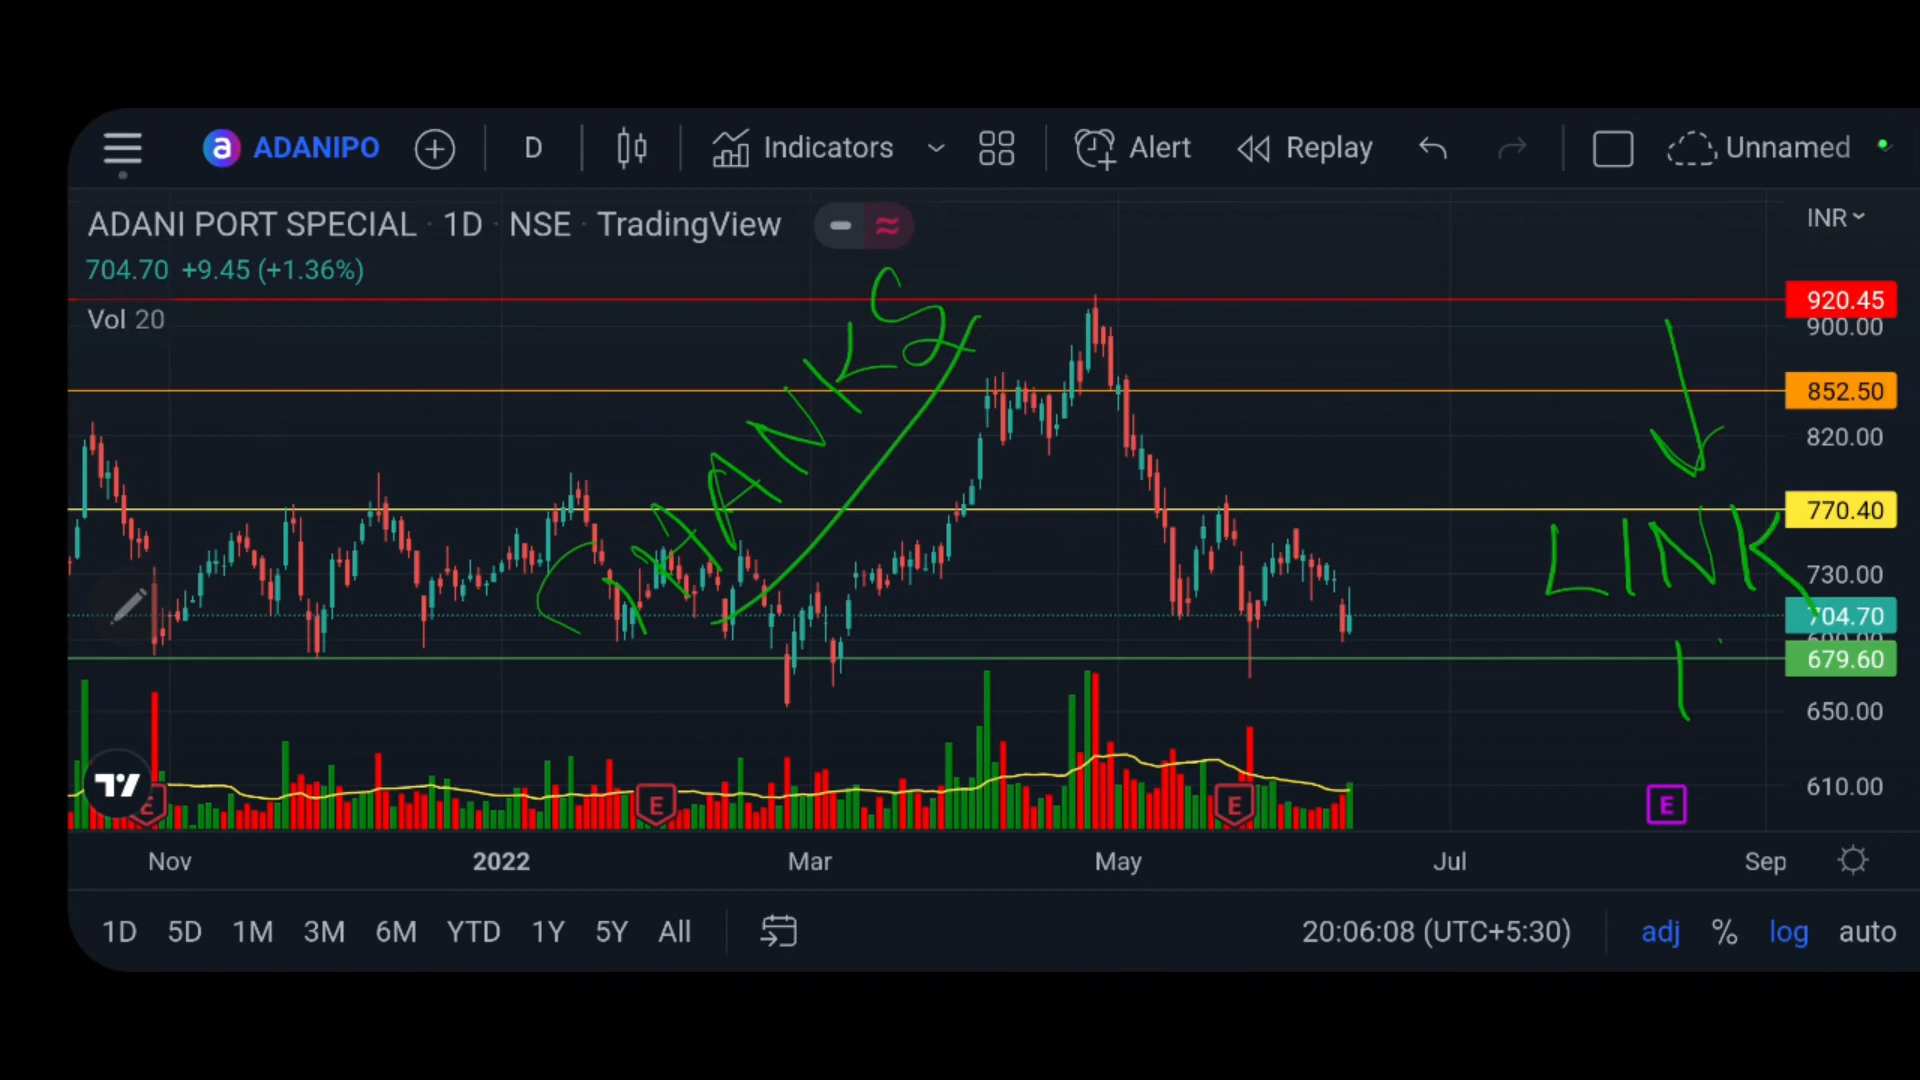 ADANIPO D Indicators Alert Replay Unnamed
ADANI PORT SPECIAL · 1D · NSE · TradingView INR
704.70 +9.45 (+1.36%)
Vol 20
920.45
900.00
852.50
820.00
770.40
730.00
704.70
679.60
650.00
610.00
THANKS
LINK
E E E E
Nov 2022 Mar May Jul Sep
1D 5D 1M 3M 6M YTD 1Y 5Y All 20:06:08 (UTC+5:30) adj % log auto